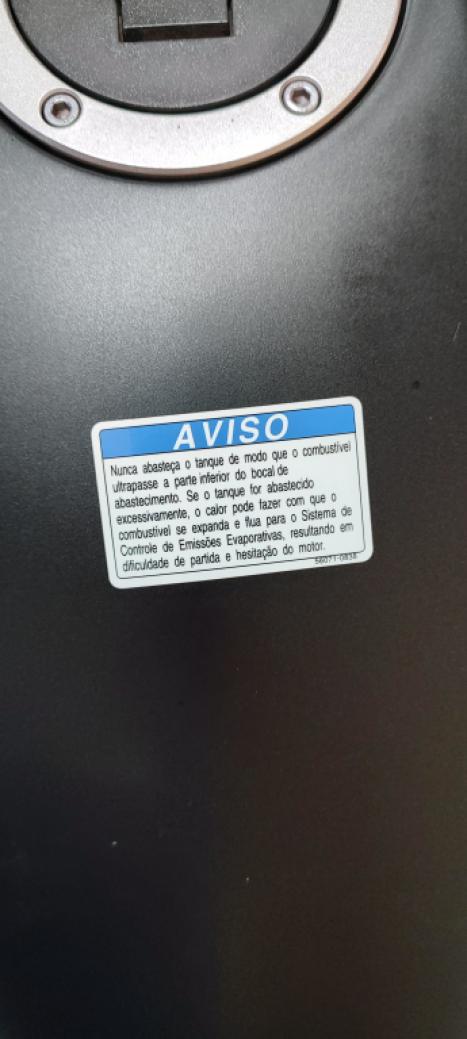 AVISO
Nunca abasteça o tanque de modo que o combustível
ultrapasse a parte inferior do bocal de
abastecimento. Se o tanque for abastecido
excessivamente, o calor pode fazer com que o
combustível se expanda e flua para o Sistema de
Controle de Emissões Evaporativas, resultando em
dificuldade de partida e hesitação do motor.
56071-0838